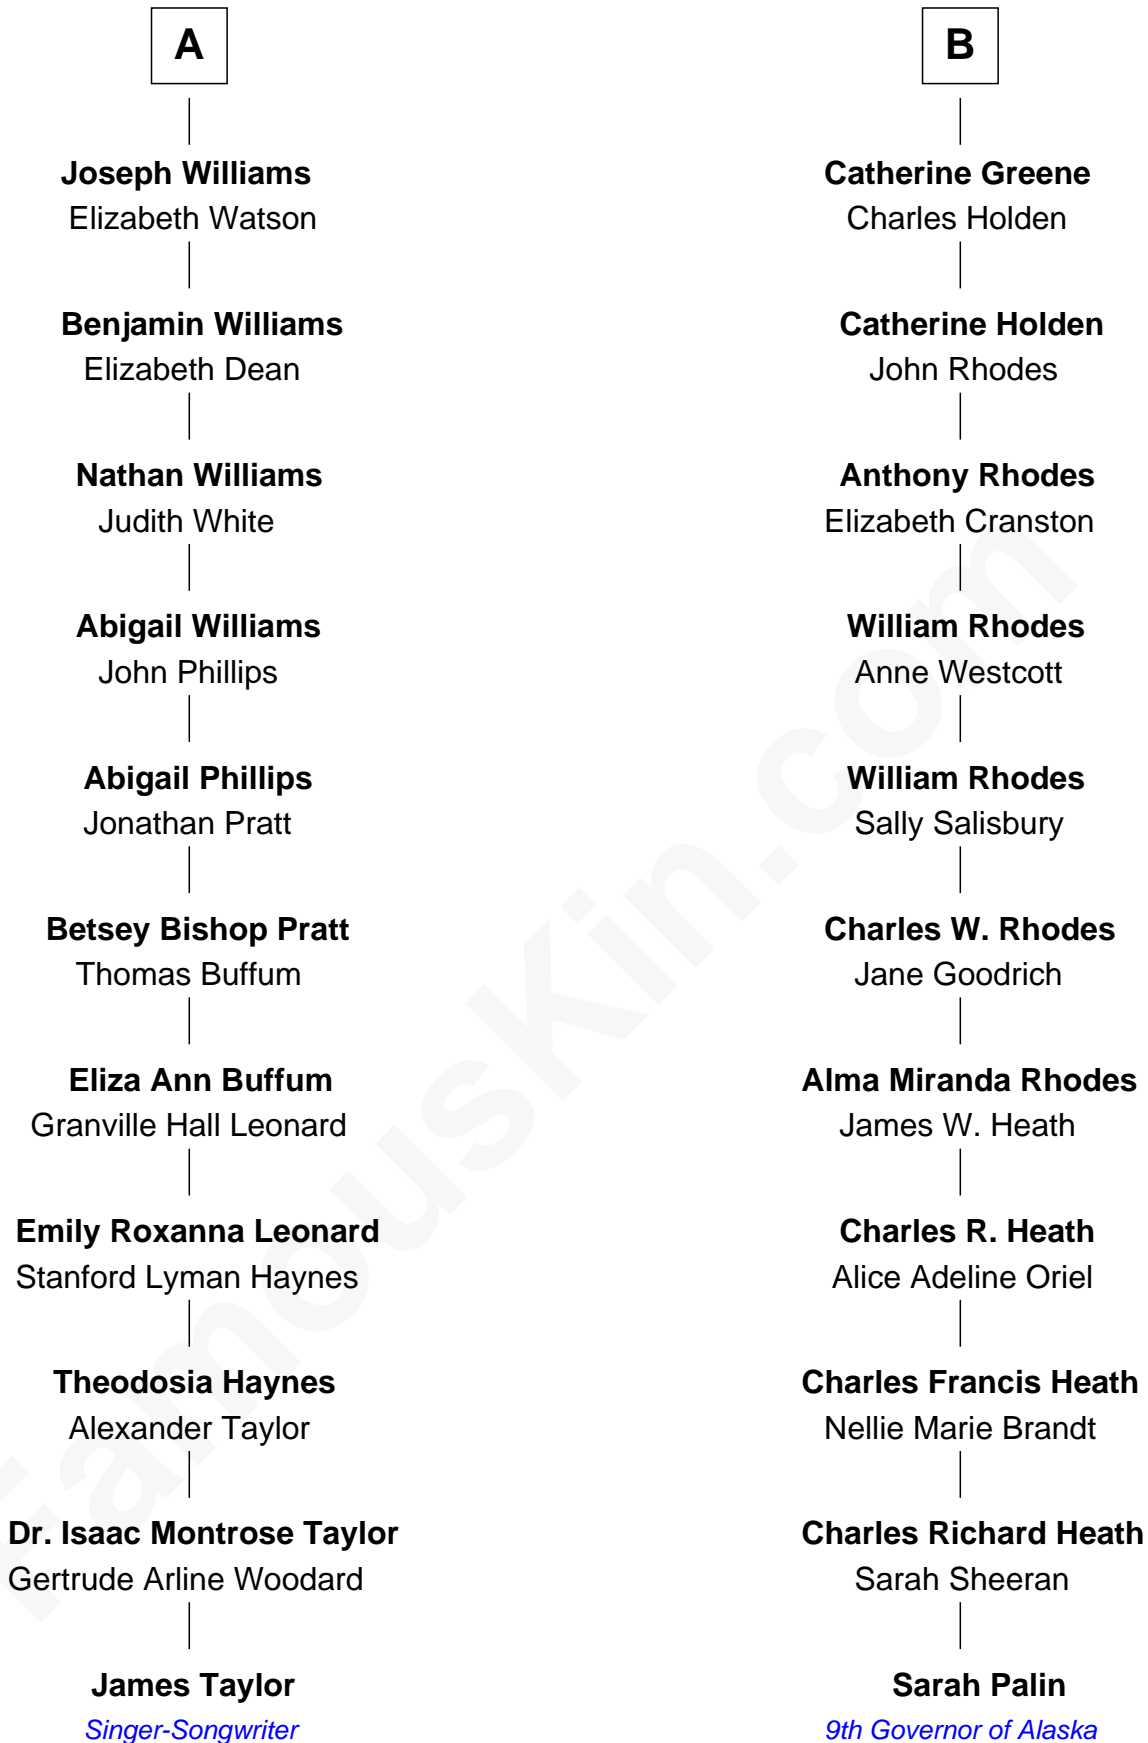 A
Joseph Williams
Elizabeth Watson
Benjamin Williams
Elizabeth Dean
Nathan Williams
Judith White
Abigail Williams
John Phillips
Abigail Phillips
Jonathan Pratt
Betsey Bishop Pratt
Thomas Buffum
Eliza Ann Buffum
Granville Hall Leonard
Emily Roxanna Leonard
Stanford Lyman Haynes
Theodosia Haynes
Alexander Taylor
Dr. Isaac Montrose Taylor
Gertrude Arline Woodard
James Taylor
Singer-Songwriter
B
Catherine Greene
Charles Holden
Catherine Holden
John Rhodes
Anthony Rhodes
Elizabeth Cranston
William Rhodes
Anne Westcott
William Rhodes
Sally Salisbury
Charles W. Rhodes
Jane Goodrich
Alma Miranda Rhodes
James W. Heath
Charles R. Heath
Alice Adeline Oriel
Charles Francis Heath
Nellie Marie Brandt
Charles Richard Heath
Sarah Sheeran
Sarah Palin
9th Governor of Alaska
FamousKin.com